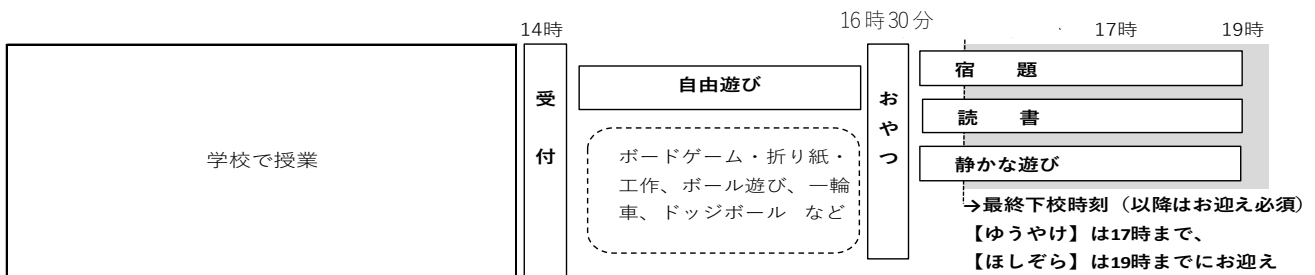 14時
16時30分
17時
19時
学校で授業
受付
自由遊び
ボードゲーム・折り紙・
工作、ボール遊び、一輪
車、ドッジボール など
おやつ
宿 題
読 書
静かな遊び
→最終下校時刻（以降はお迎え必須）
【ゆうやけ】は17時まで、
【ほしぞら】は19時までにお迎え